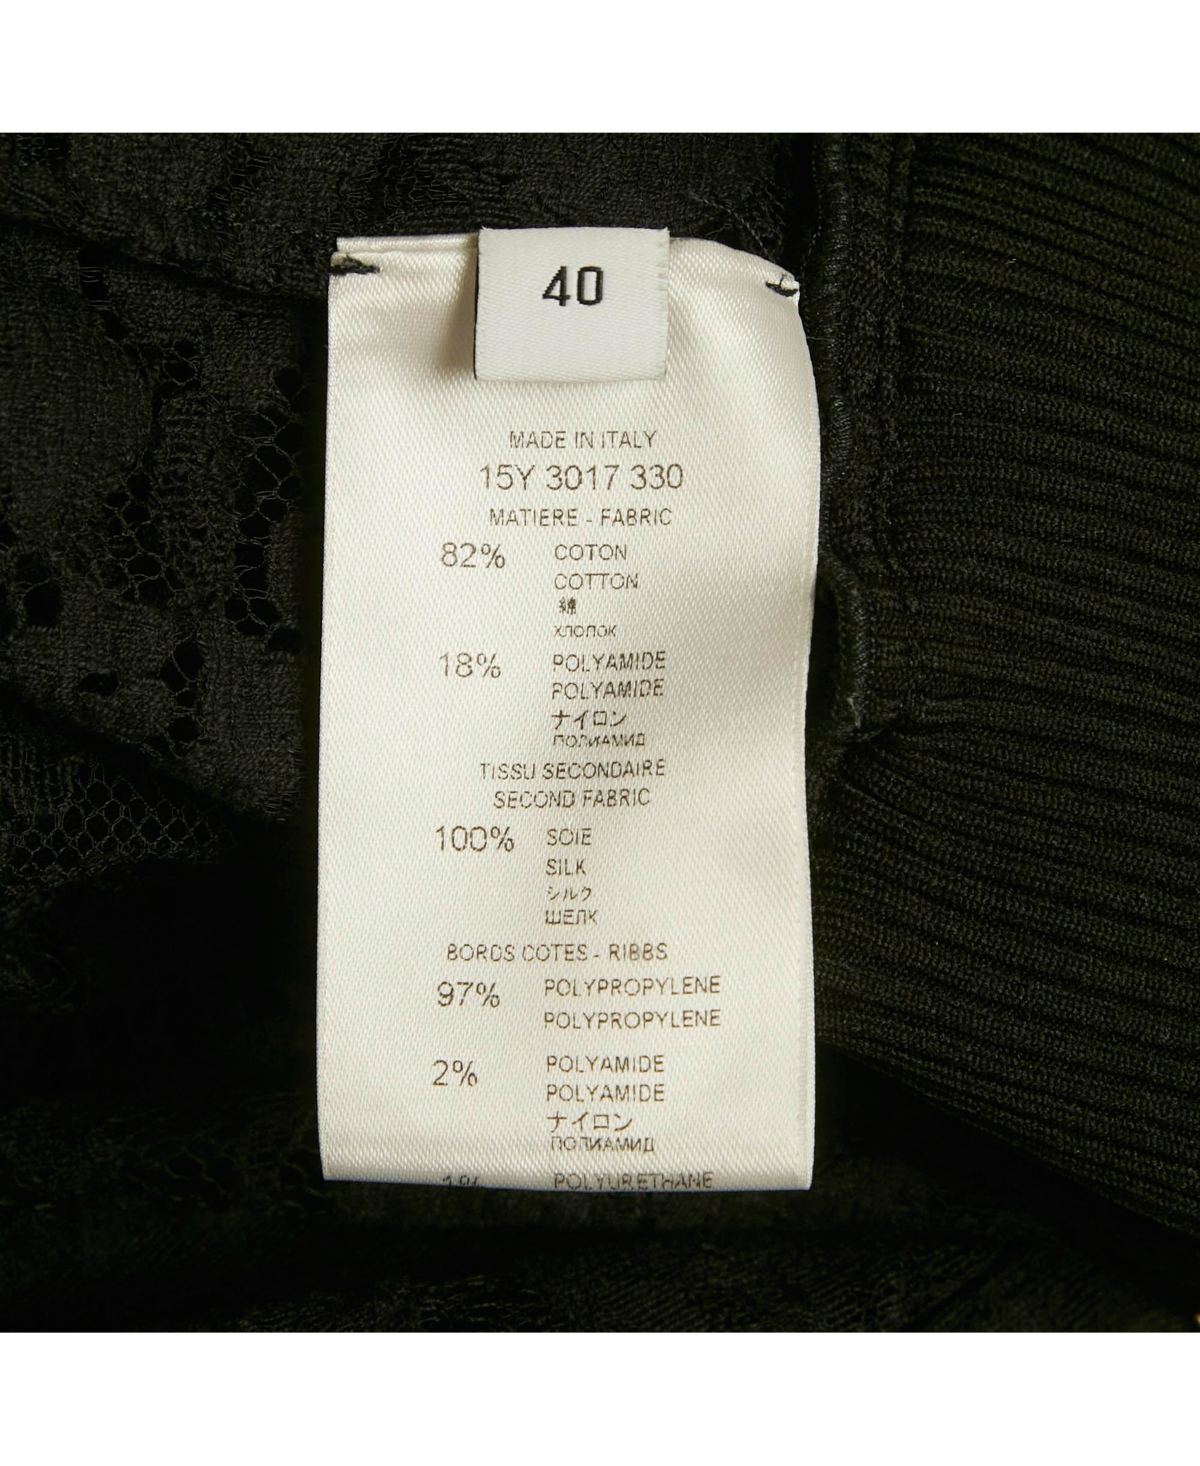 40
MADE IN ITALY
15Y 3017 330
MATIERE - FABRIC
82% COTON
COTTON
綿
ХЛОПОК
18% POLYAMIDE
POLYAMIDE
ナイロン
ПОЛИАМИД
TISSU SECONDAIRE
SECOND FABRIC
100% SOIE
SILK
シルク
ШЕЛК
BORDS COTES - RIBBS
97% POLYPROPYLENE
POLYPROPYLENE
2% POLYAMIDE
POLYAMIDE
ナイロン
ПОЛИАМИД
1% POLYURETHANE